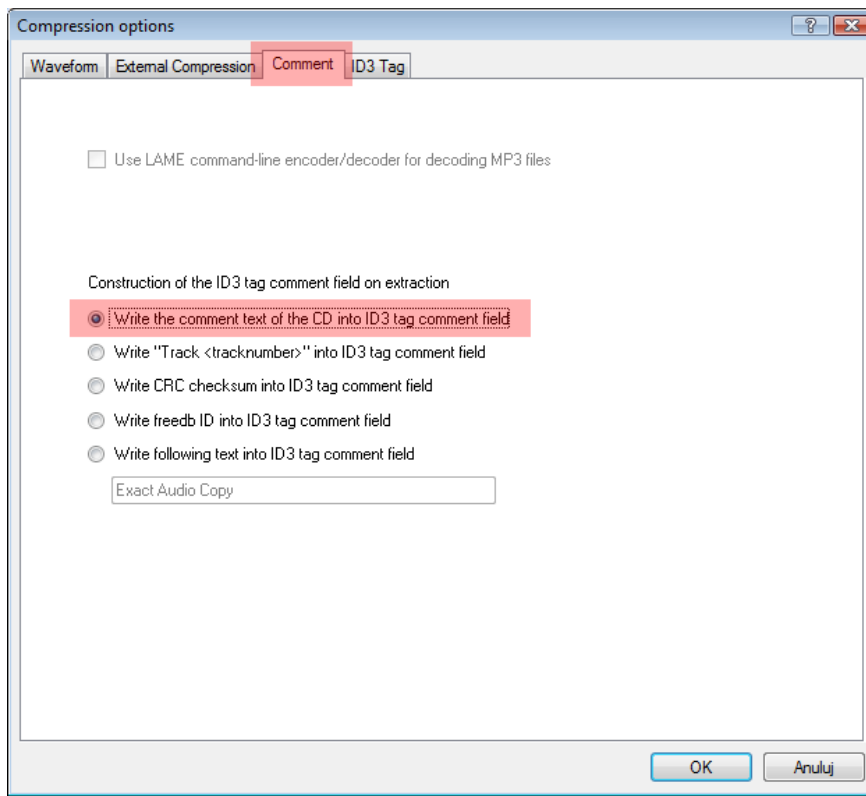 Compression options
Waveform External Compression Comment ID3 Tag
Use LAME command-line encoder/decoder for decoding MP3 files
Construction of the ID3 tag comment field on extraction
Write the comment text of the CD into ID3 tag comment field
Write "Track <tracknumber>" into ID3 tag comment field
Write CRC checksum into ID3 tag comment field
Write freedb ID into ID3 tag comment field
Write following text into ID3 tag comment field
Exact Audio Copy
OK Anuluj